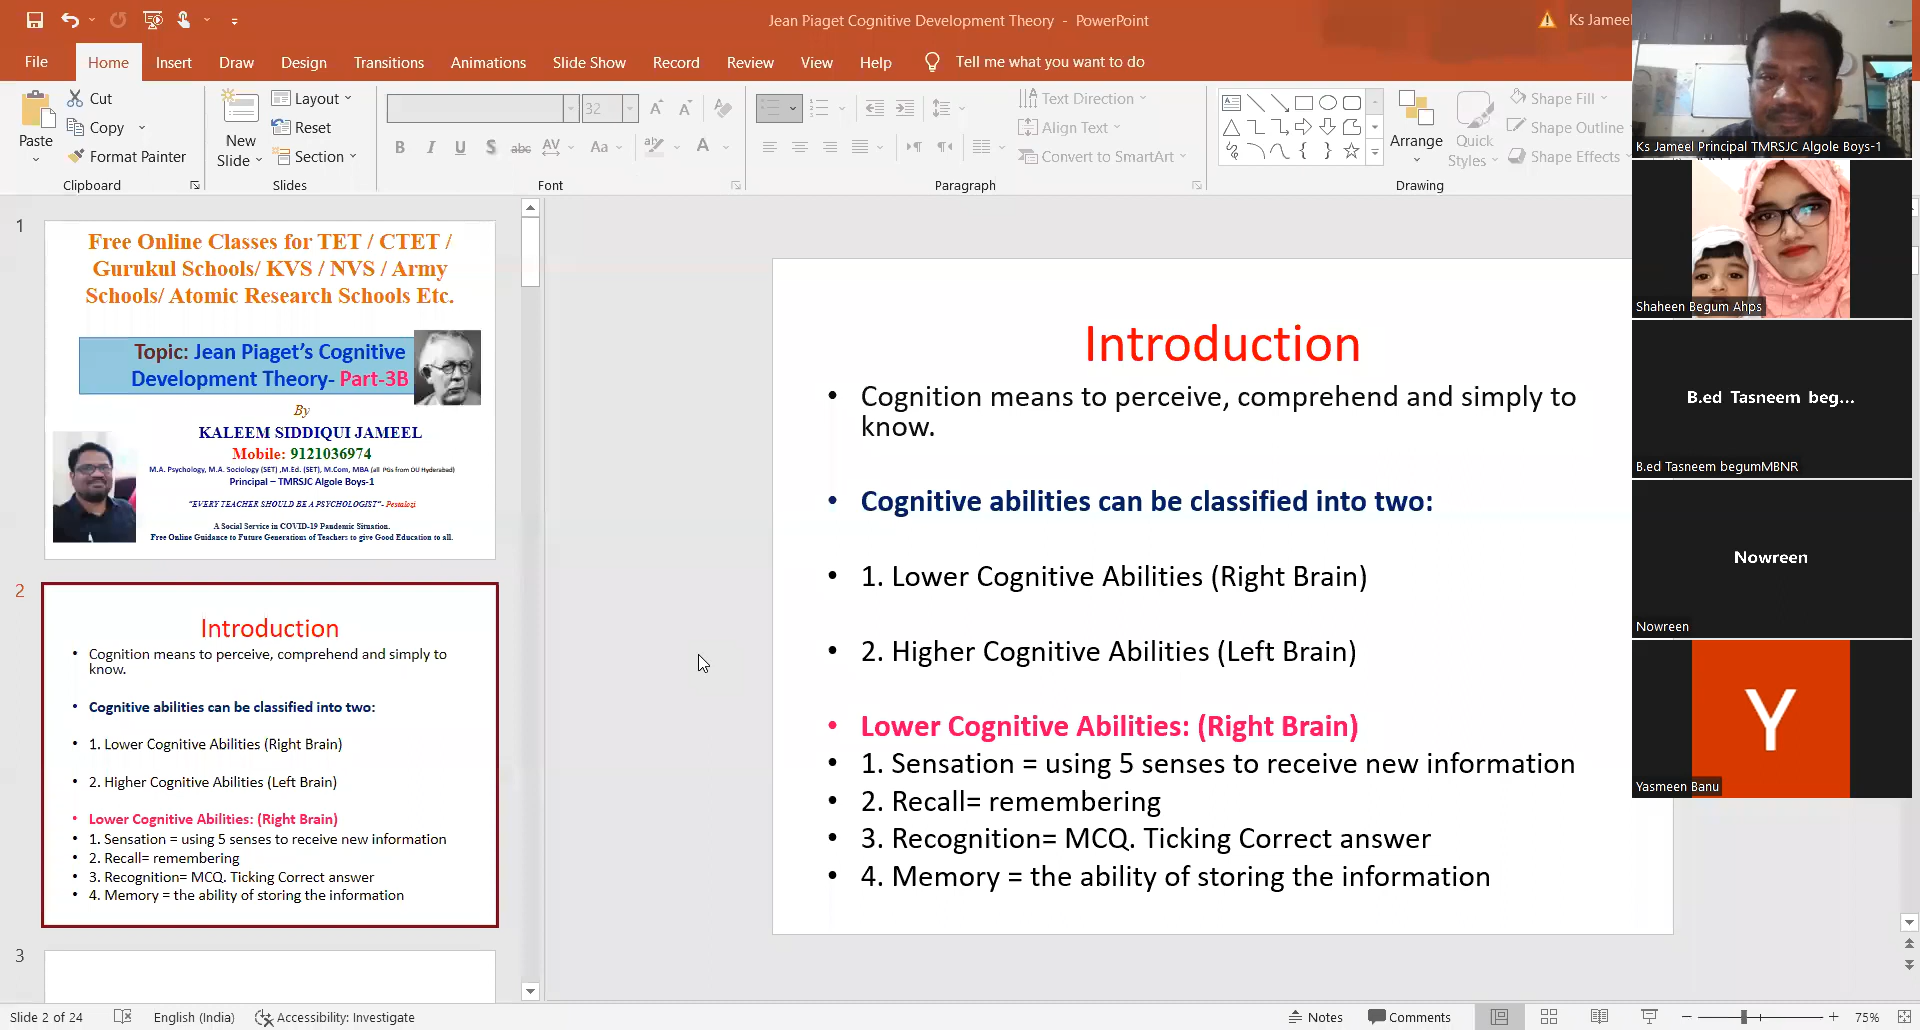 Jean Piaget Cognitive Development Theory - PowerPoint
Ks Jameel
File Home Insert Draw Design Transitions Animations Slide Show Record Review View Help Tell me what you want to do
Paste
Cut
Copy
Format Painter
Clipboard
New Slide
Layout
Reset
Section
Slides
32
B I U S abc AV Aa
Font
Text Direction
Align Text
Convert to SmartArt
Paragraph
Arrange
Quick Styles
Shape Fill
Shape Outline
Shape Effects
Drawing
1
Free Online Classes for TET / CTET /
Gurukul Schools/ KVS / NVS / Army
Schools/ Atomic Research Schools Etc.
Topic: Jean Piaget's Cognitive
Development Theory- Part-3B
By
KALEEM SIDDIQUI JAMEEL
Mobile: 9121036974
M.A. Psychology, M.A. Sociology (SET) ,M.Ed. (SET), M.Com, MBA (all PGs from OU Hyderabad)
Principal – TMRSJC Algole Boys-1
"EVERY TEACHER SHOULD BE A PSYCHOLOGIST"- Pestalozi
A Social Service in COVID-19 Pandemic Situation.
Free Online Guidance to Future Generations of Teachers to give Good Education to all.
2
Introduction
• Cognition means to perceive, comprehend and simply to
know.
• Cognitive abilities can be classified into two:
• 1. Lower Cognitive Abilities (Right Brain)
• 2. Higher Cognitive Abilities (Left Brain)
• Lower Cognitive Abilities: (Right Brain)
• 1. Sensation = using 5 senses to receive new information
• 2. Recall= remembering
• 3. Recognition= MCQ. Ticking Correct answer
• 4. Memory = the ability of storing the information
3
Introduction
• Cognition means to perceive, comprehend and simply to
know.
• Cognitive abilities can be classified into two:
• 1. Lower Cognitive Abilities (Right Brain)
• 2. Higher Cognitive Abilities (Left Brain)
• Lower Cognitive Abilities: (Right Brain)
• 1. Sensation = using 5 senses to receive new information
• 2. Recall= remembering
• 3. Recognition= MCQ. Ticking Correct answer
• 4. Memory = the ability of storing the information
Ks Jameel Principal TMRSJC Algole Boys-1
Shaheen Begum Ahps
B.ed Tasneem beg...
B.ed Tasneem begumMBNR
Nowreen
Nowreen
Y
Yasmeen Banu
Slide 2 of 24 English (India) Accessibility: Investigate Notes Comments 75%